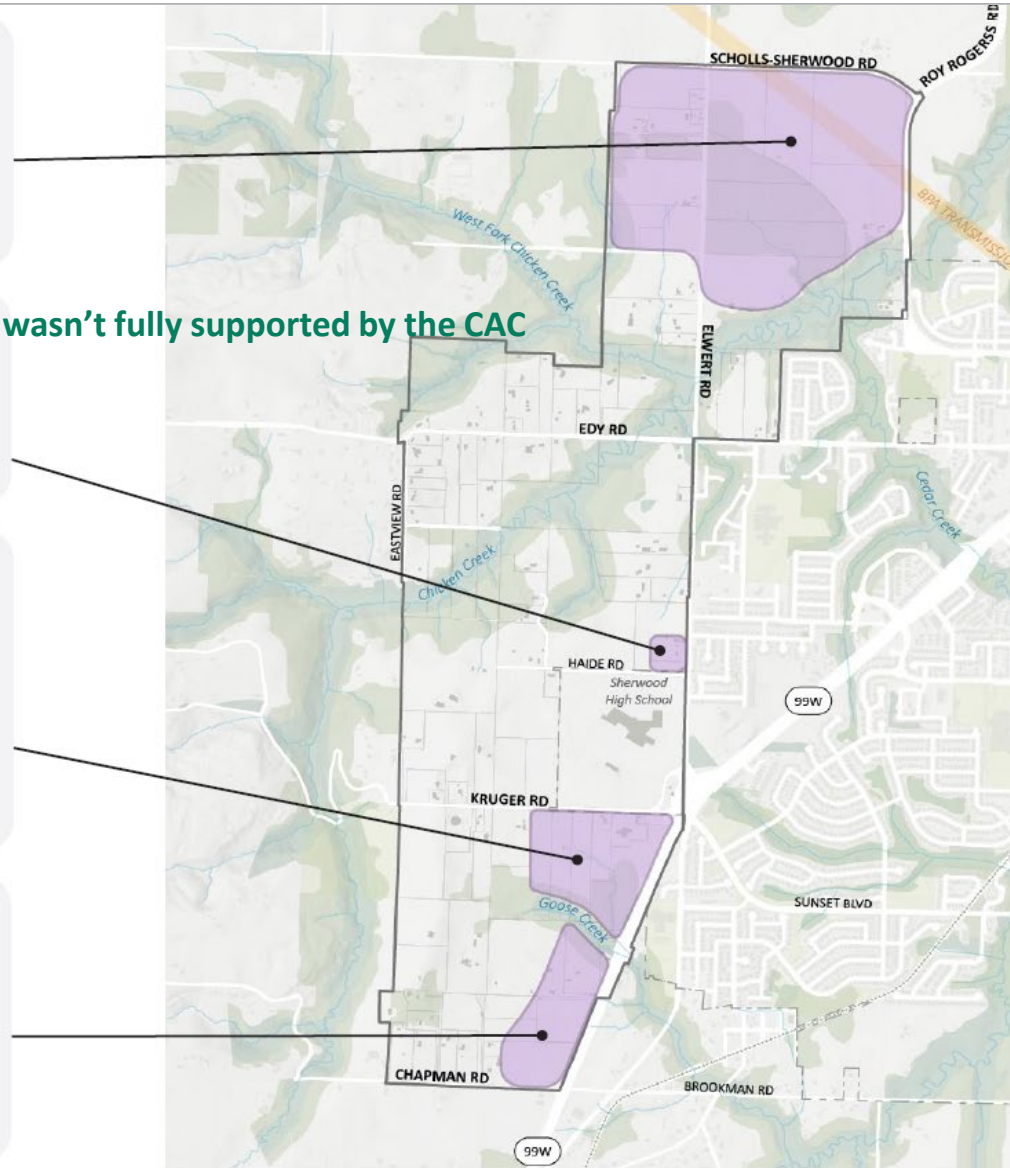 SCHOLLS-SHERWOOD RD
ROY ROGERSS RD
BPA TRANSMISSIC
West Fork Chicken Creek
wasn't fully supported by the CAC
ELWERT RD
EDY RD
EASTVIEW RD
Cedar Creek
Chicken Creek
HAIDE RD
Sherwood
High School
99W
KRUGER RD
Goose Creek
SUNSET BLVD
CHAPMAN RD
BROOKMAN RD
99W